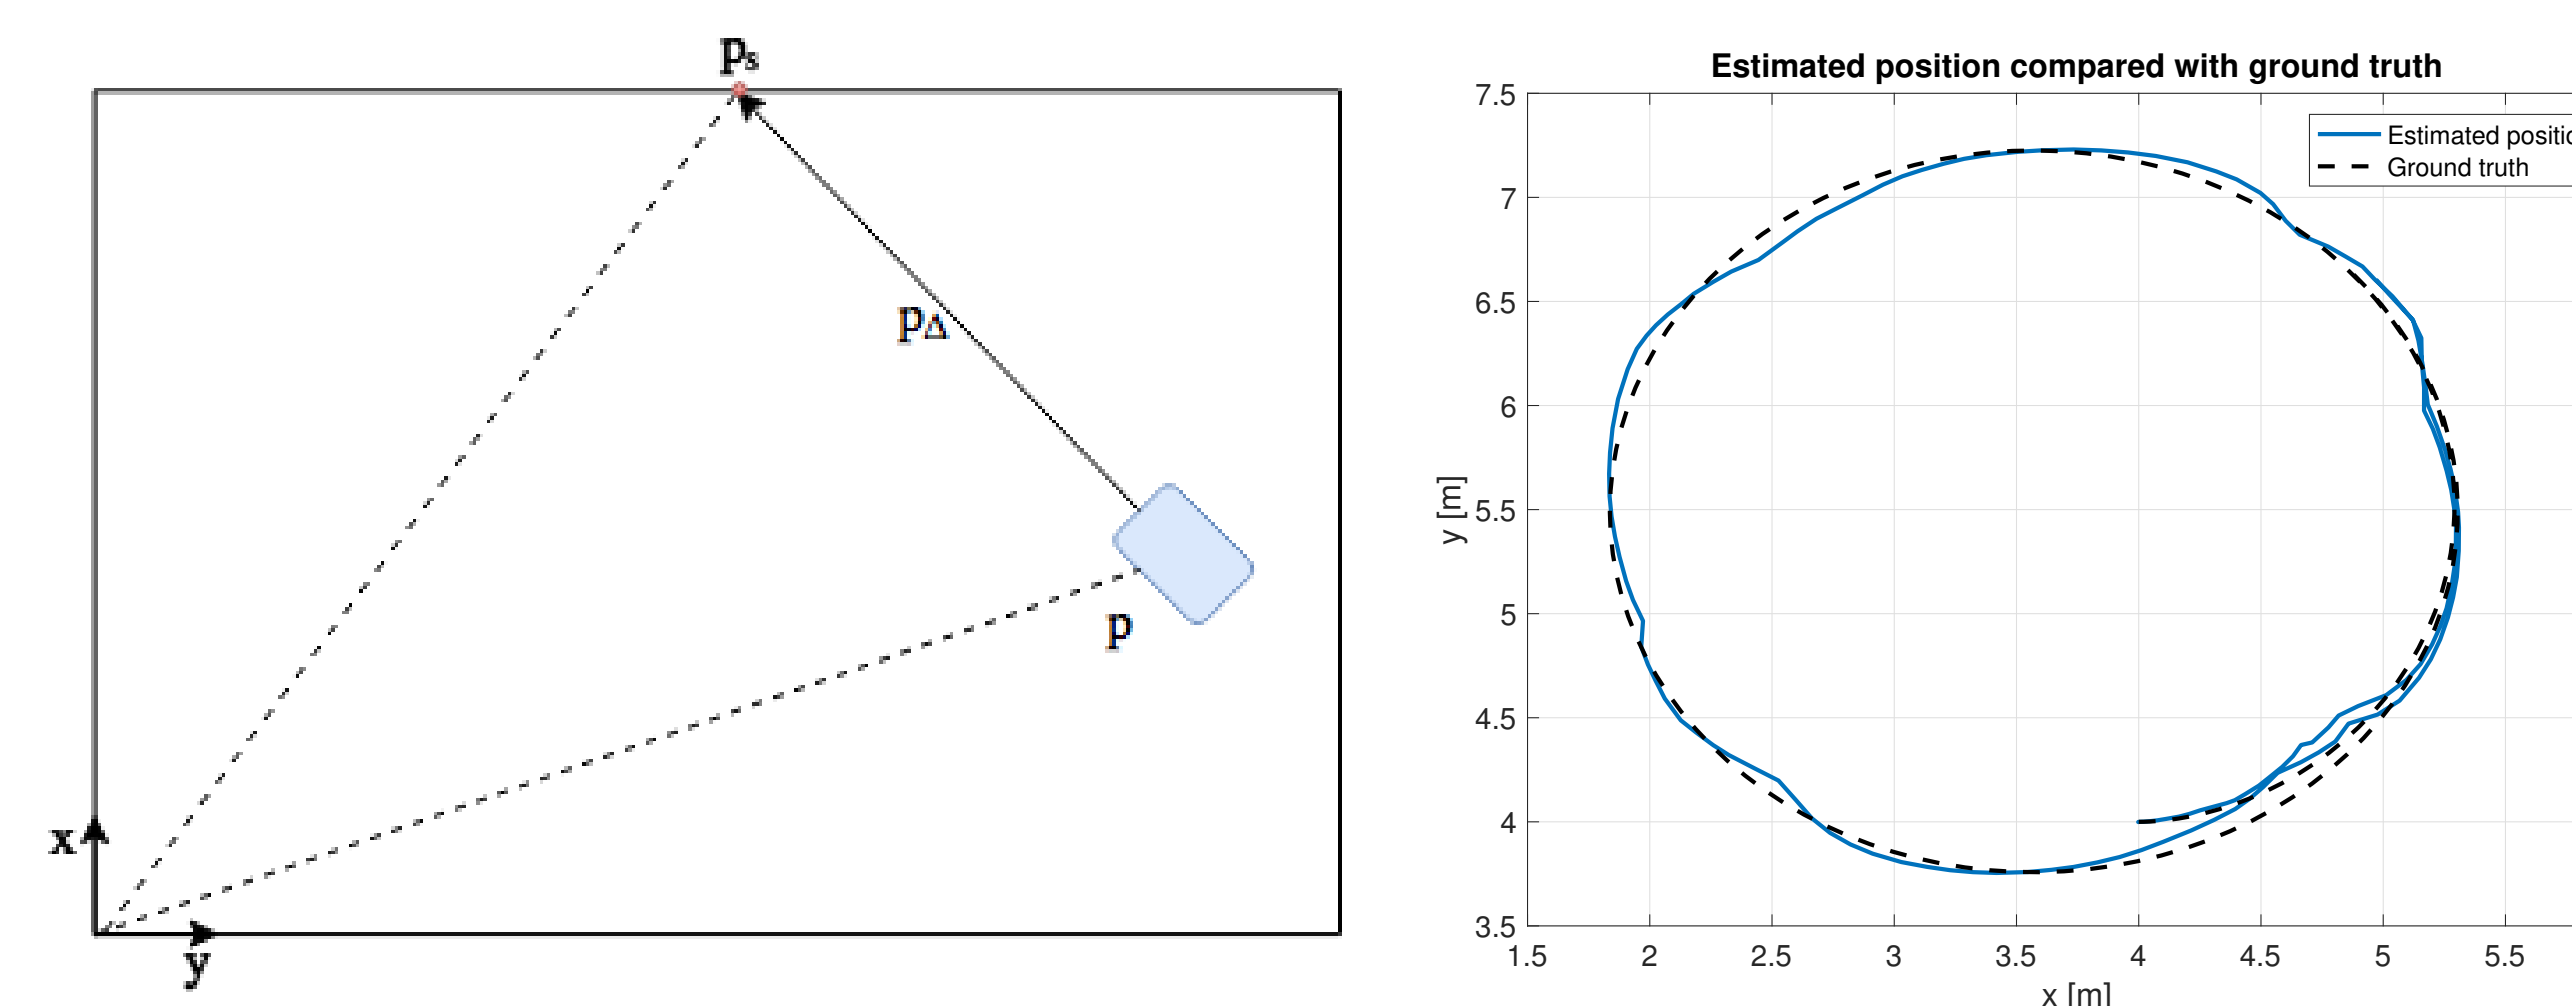 pₛ
p∆
p
x
y
Estimated position compared with ground truth
Ground truth
Estimated
7.5
7
6.5
6
5.5
5
4.5
4
3.5
y [m]
1.5 2 2.5 3 3.5 4 4.5 5 5.5
x [m]